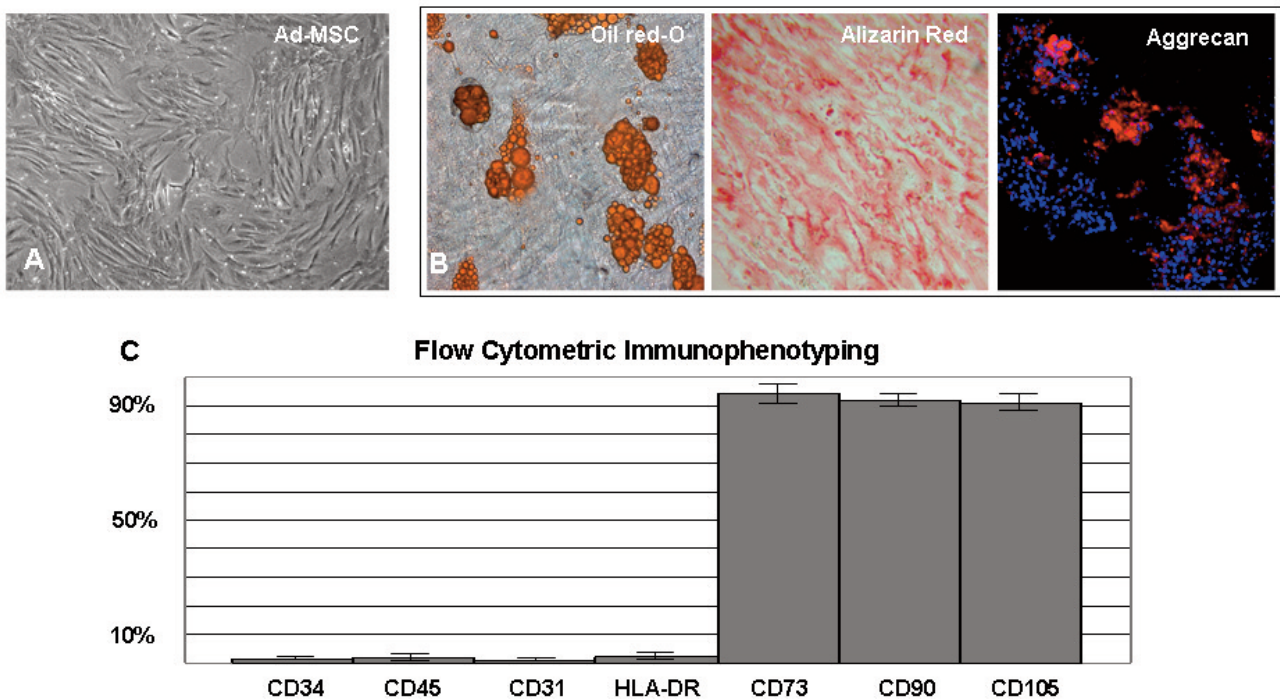 Ad-MSC
A
Oil red-O
B
Alizarin Red
Aggrecan
C
Flow Cytometric Immunophenotyping
90%
50%
10%
CD34 CD45 CD31 HLA-DR CD73 CD90 CD105